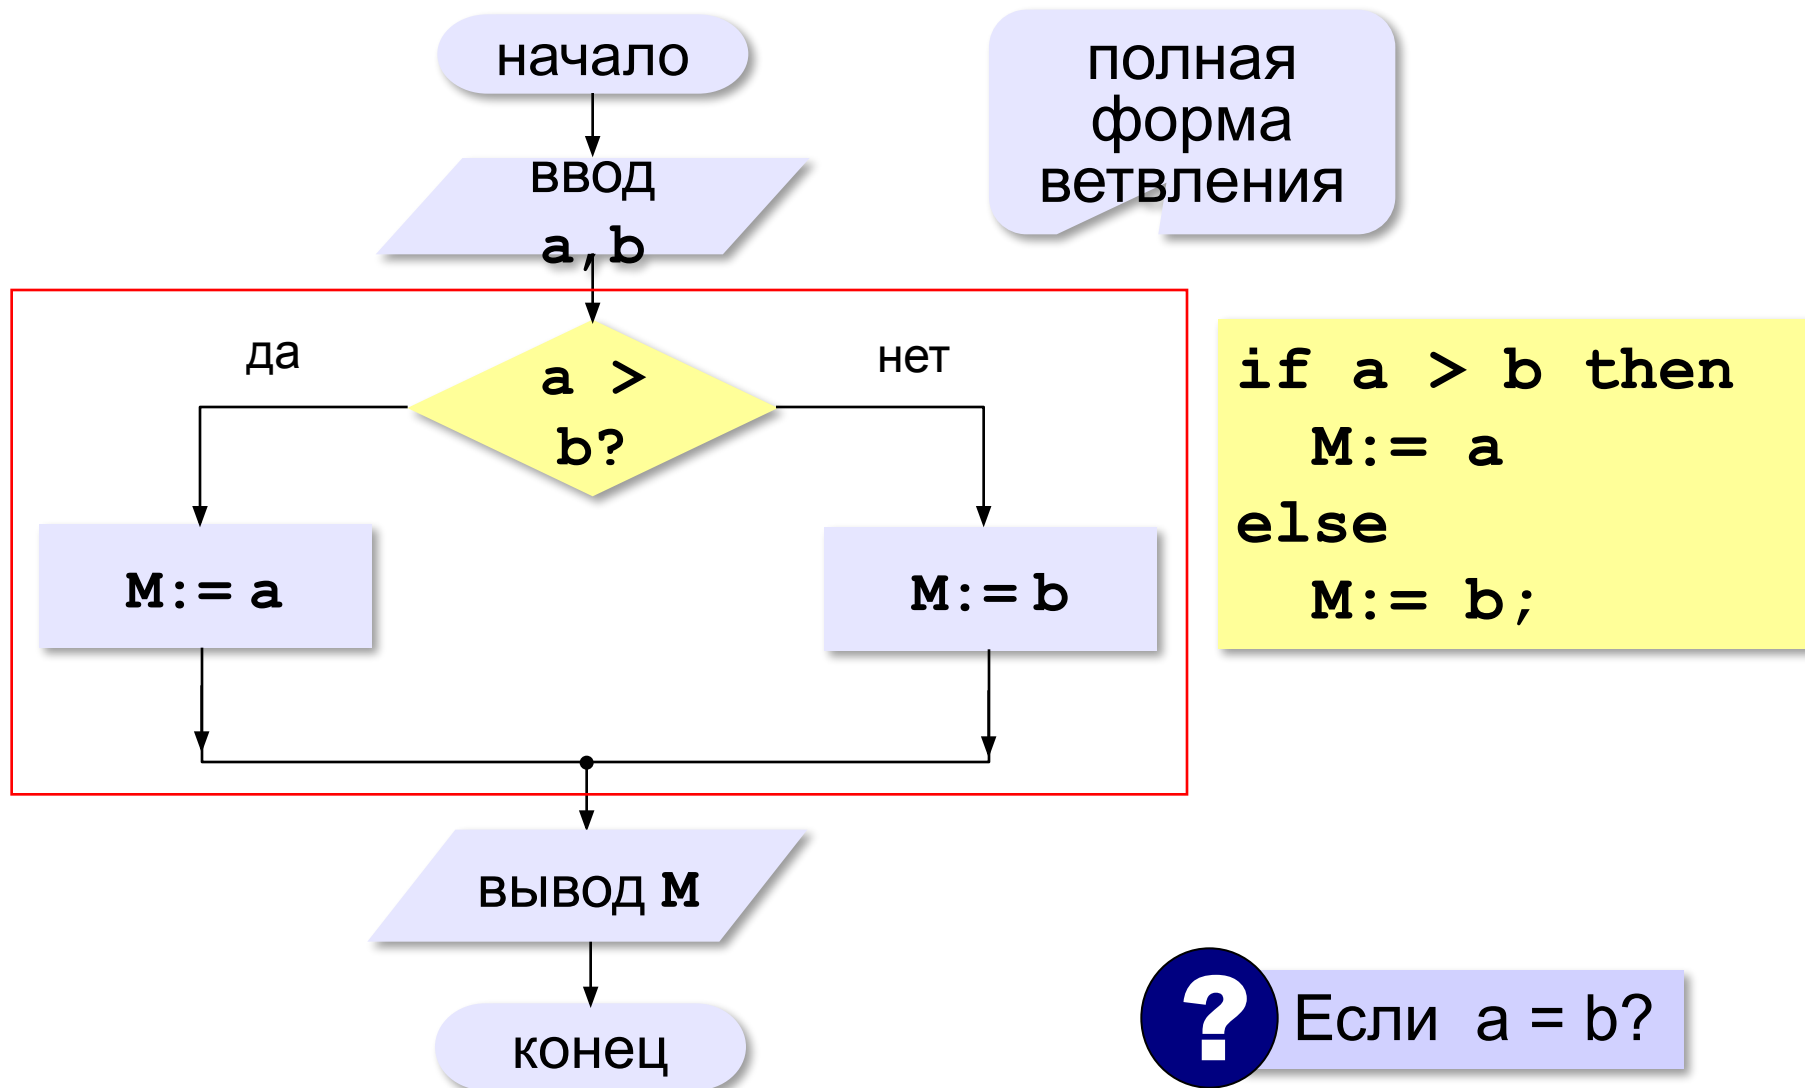 начало
полная
форма
ветвления
ввод
a,b
да
нет
a >
b?
M:= a
M:= b
if a > b then
M:= a
else
M:= b;
вывод M
конец
?
Если a = b?